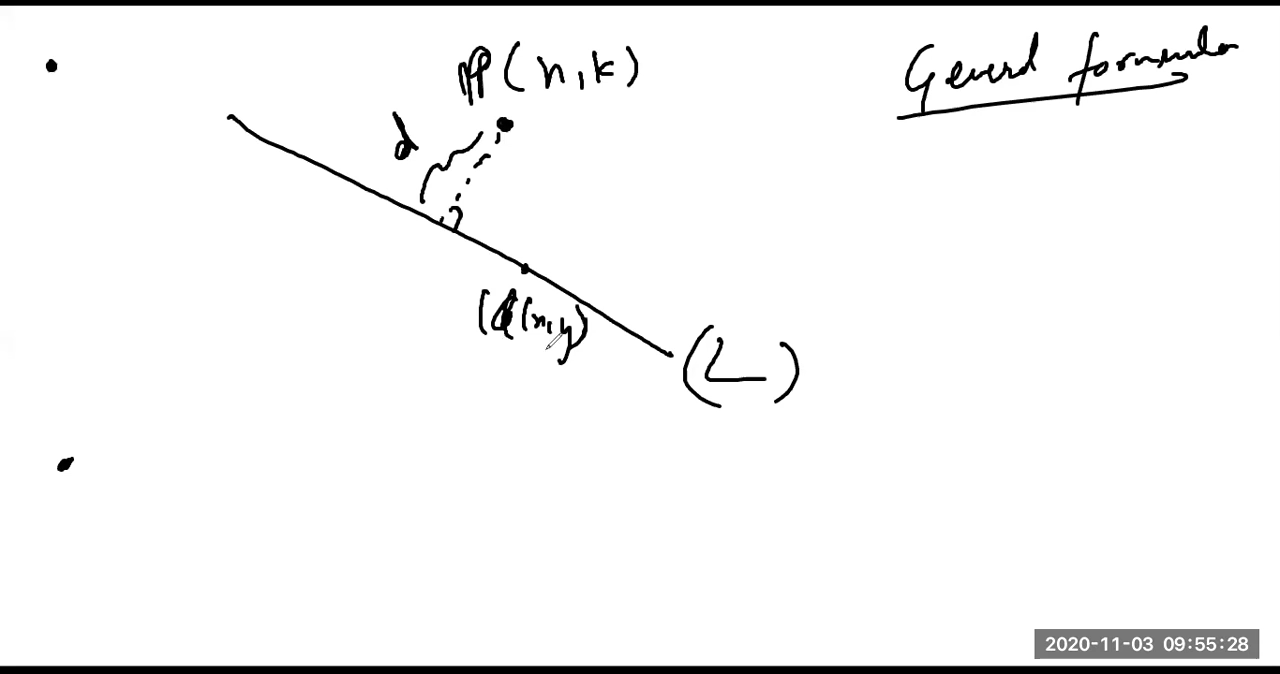 P(h,k)
General formula
d
(x,y)
(L)
2020-11-03 09:55:28